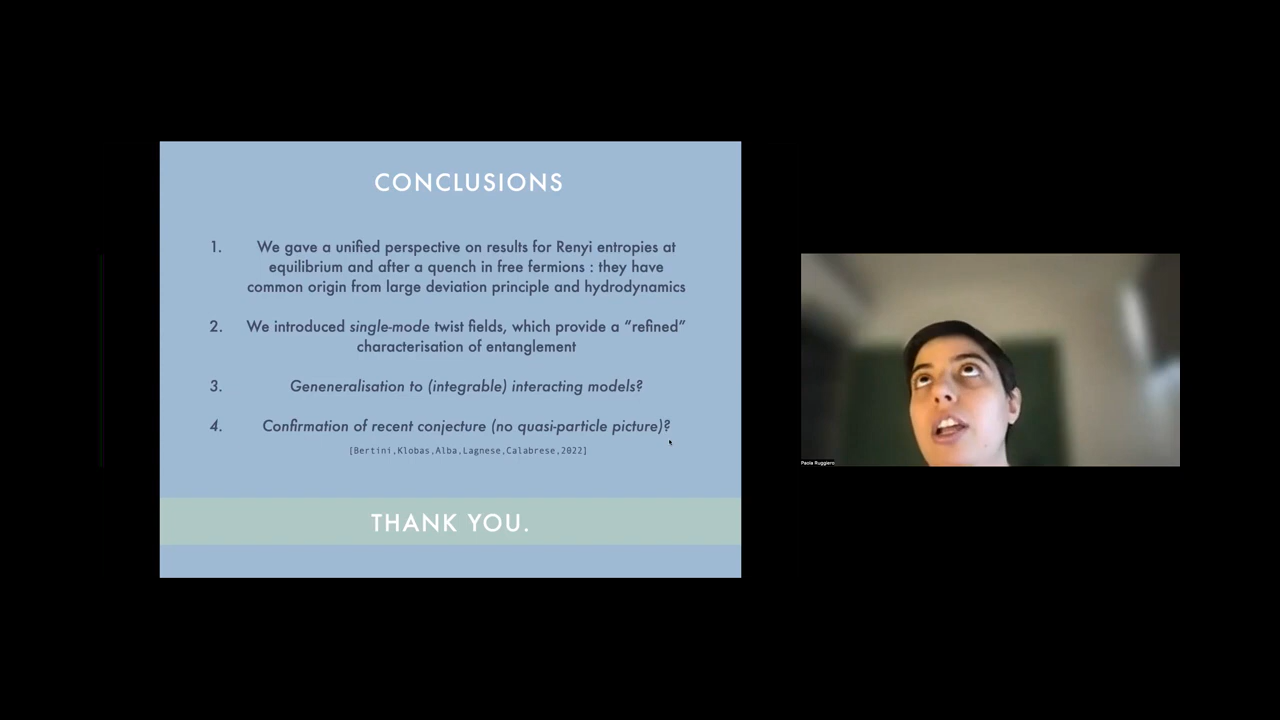 CONCLUSIONS
1. We gave a unified perspective on results for Renyi entropies at
equilibrium and after a quench in free fermions : they have
common origin from large deviation principle and hydrodynamics
2. We introduced single-mode twist fields, which provide a “refined”
characterisation of entanglement
3. Geneneralisation to (integrable) interacting models?
4. Confirmation of recent conjecture (no quasi-particle picture)?
[Bertini,Klobas,Alba,Lagnese,Calabrese,2022]
THANK YOU.
Paola Ruggiero